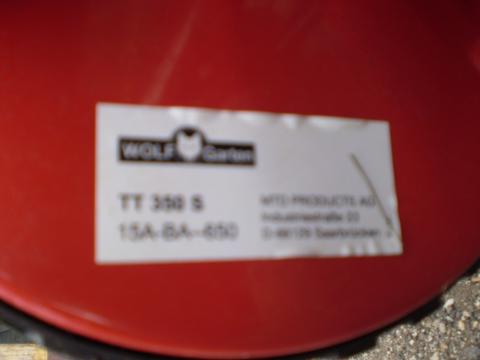 WOLF Garten
TT 350 S
15A-BA--650
MTD PRODUCTS AG
Industriestraße 23
D-66129 Saarbrücken